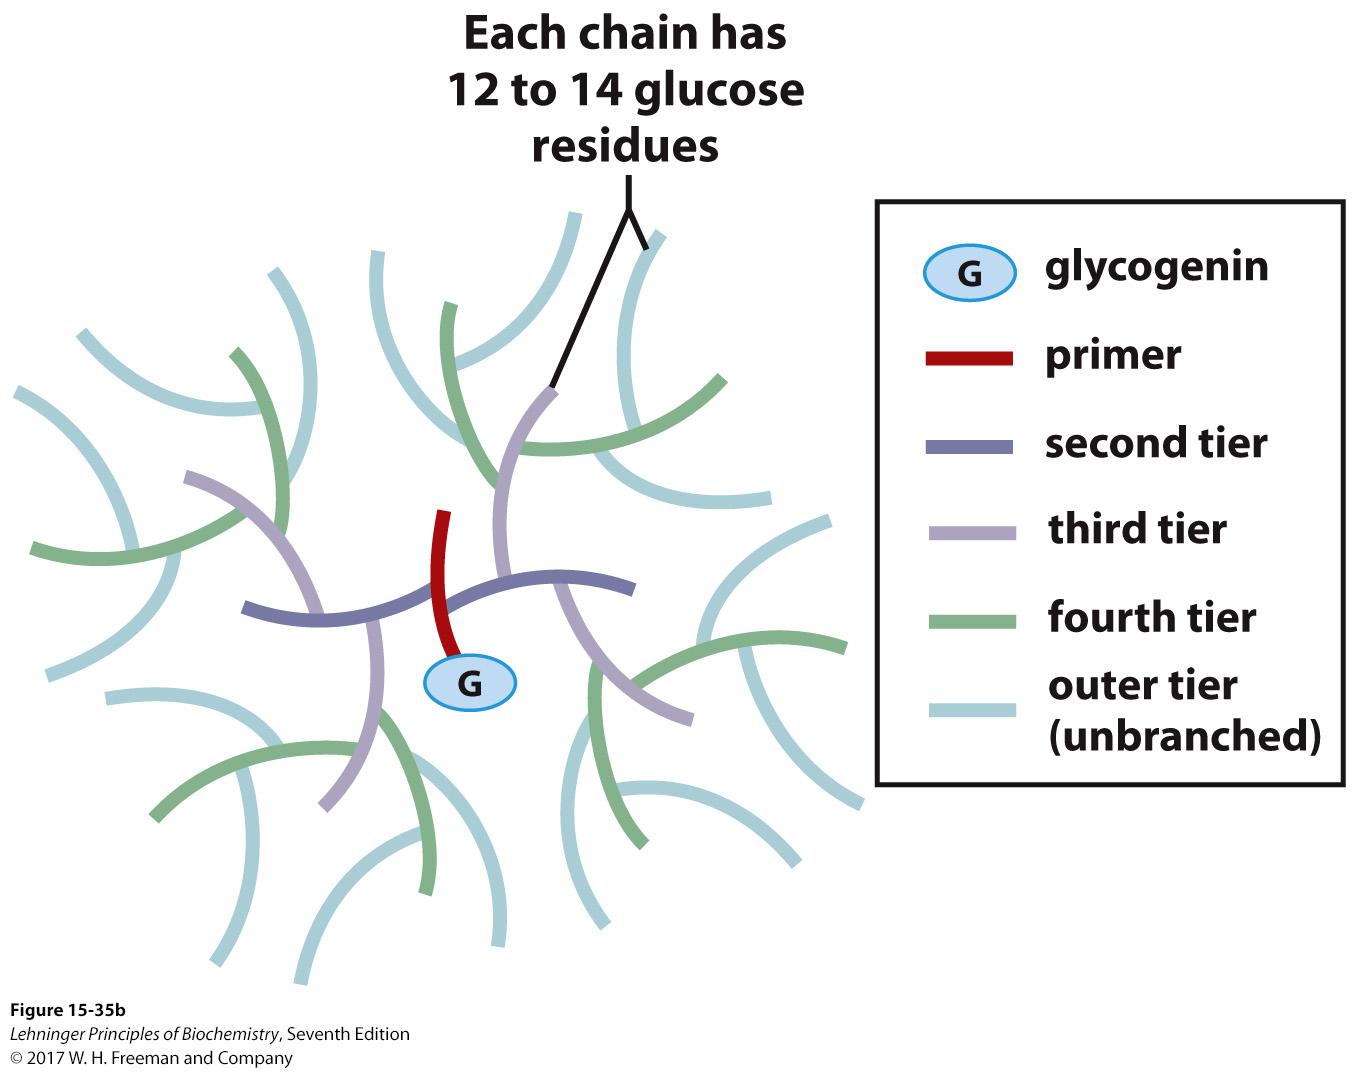 Each chain has
12 to 14 glucose
residues
G glycogenin
primer
second tier
third tier
fourth tier
outer tier
(unbranched)
G
Figure 15-35b
Lehninger Principles of Biochemistry, Seventh Edition
© 2017 W. H. Freeman and Company